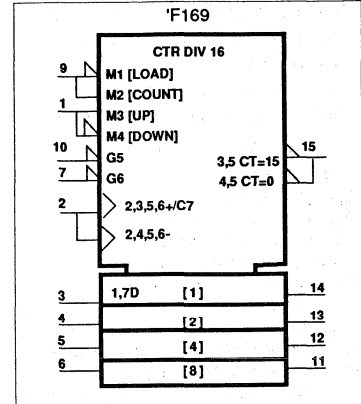 'F169
CTR DIV 16
9 M1 [LOAD]
M2 [COUNT]
1 M3 [UP]
M4 [DOWN]
10 G5
7 G6
15
3,5 CT=15
4,5 CT=0
2 2,3,5,6+/C7
2,4,5,6-
3 1,7D [1] 14
4 [2] 13
5 [4] 12
6 [8] 11